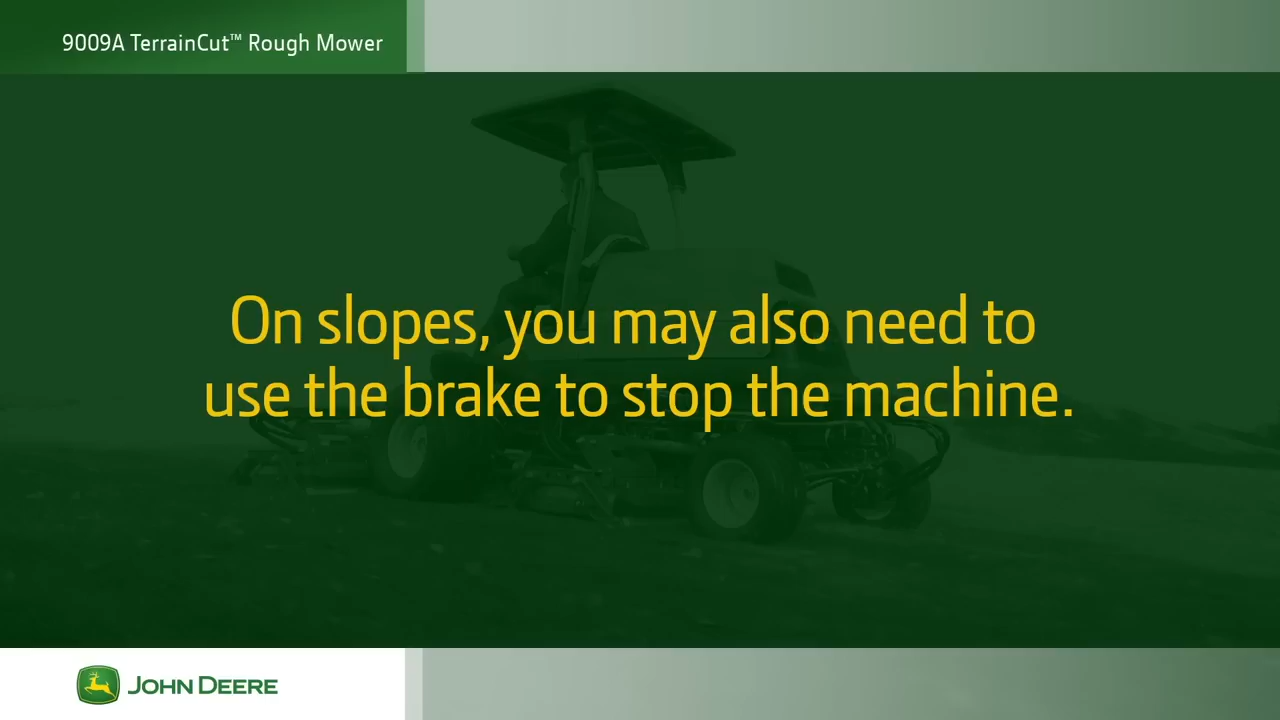 9009A TerrainCut™ Rough Mower
On slopes, you may also need to
use the brake to stop the machine.
JOHN DEERE